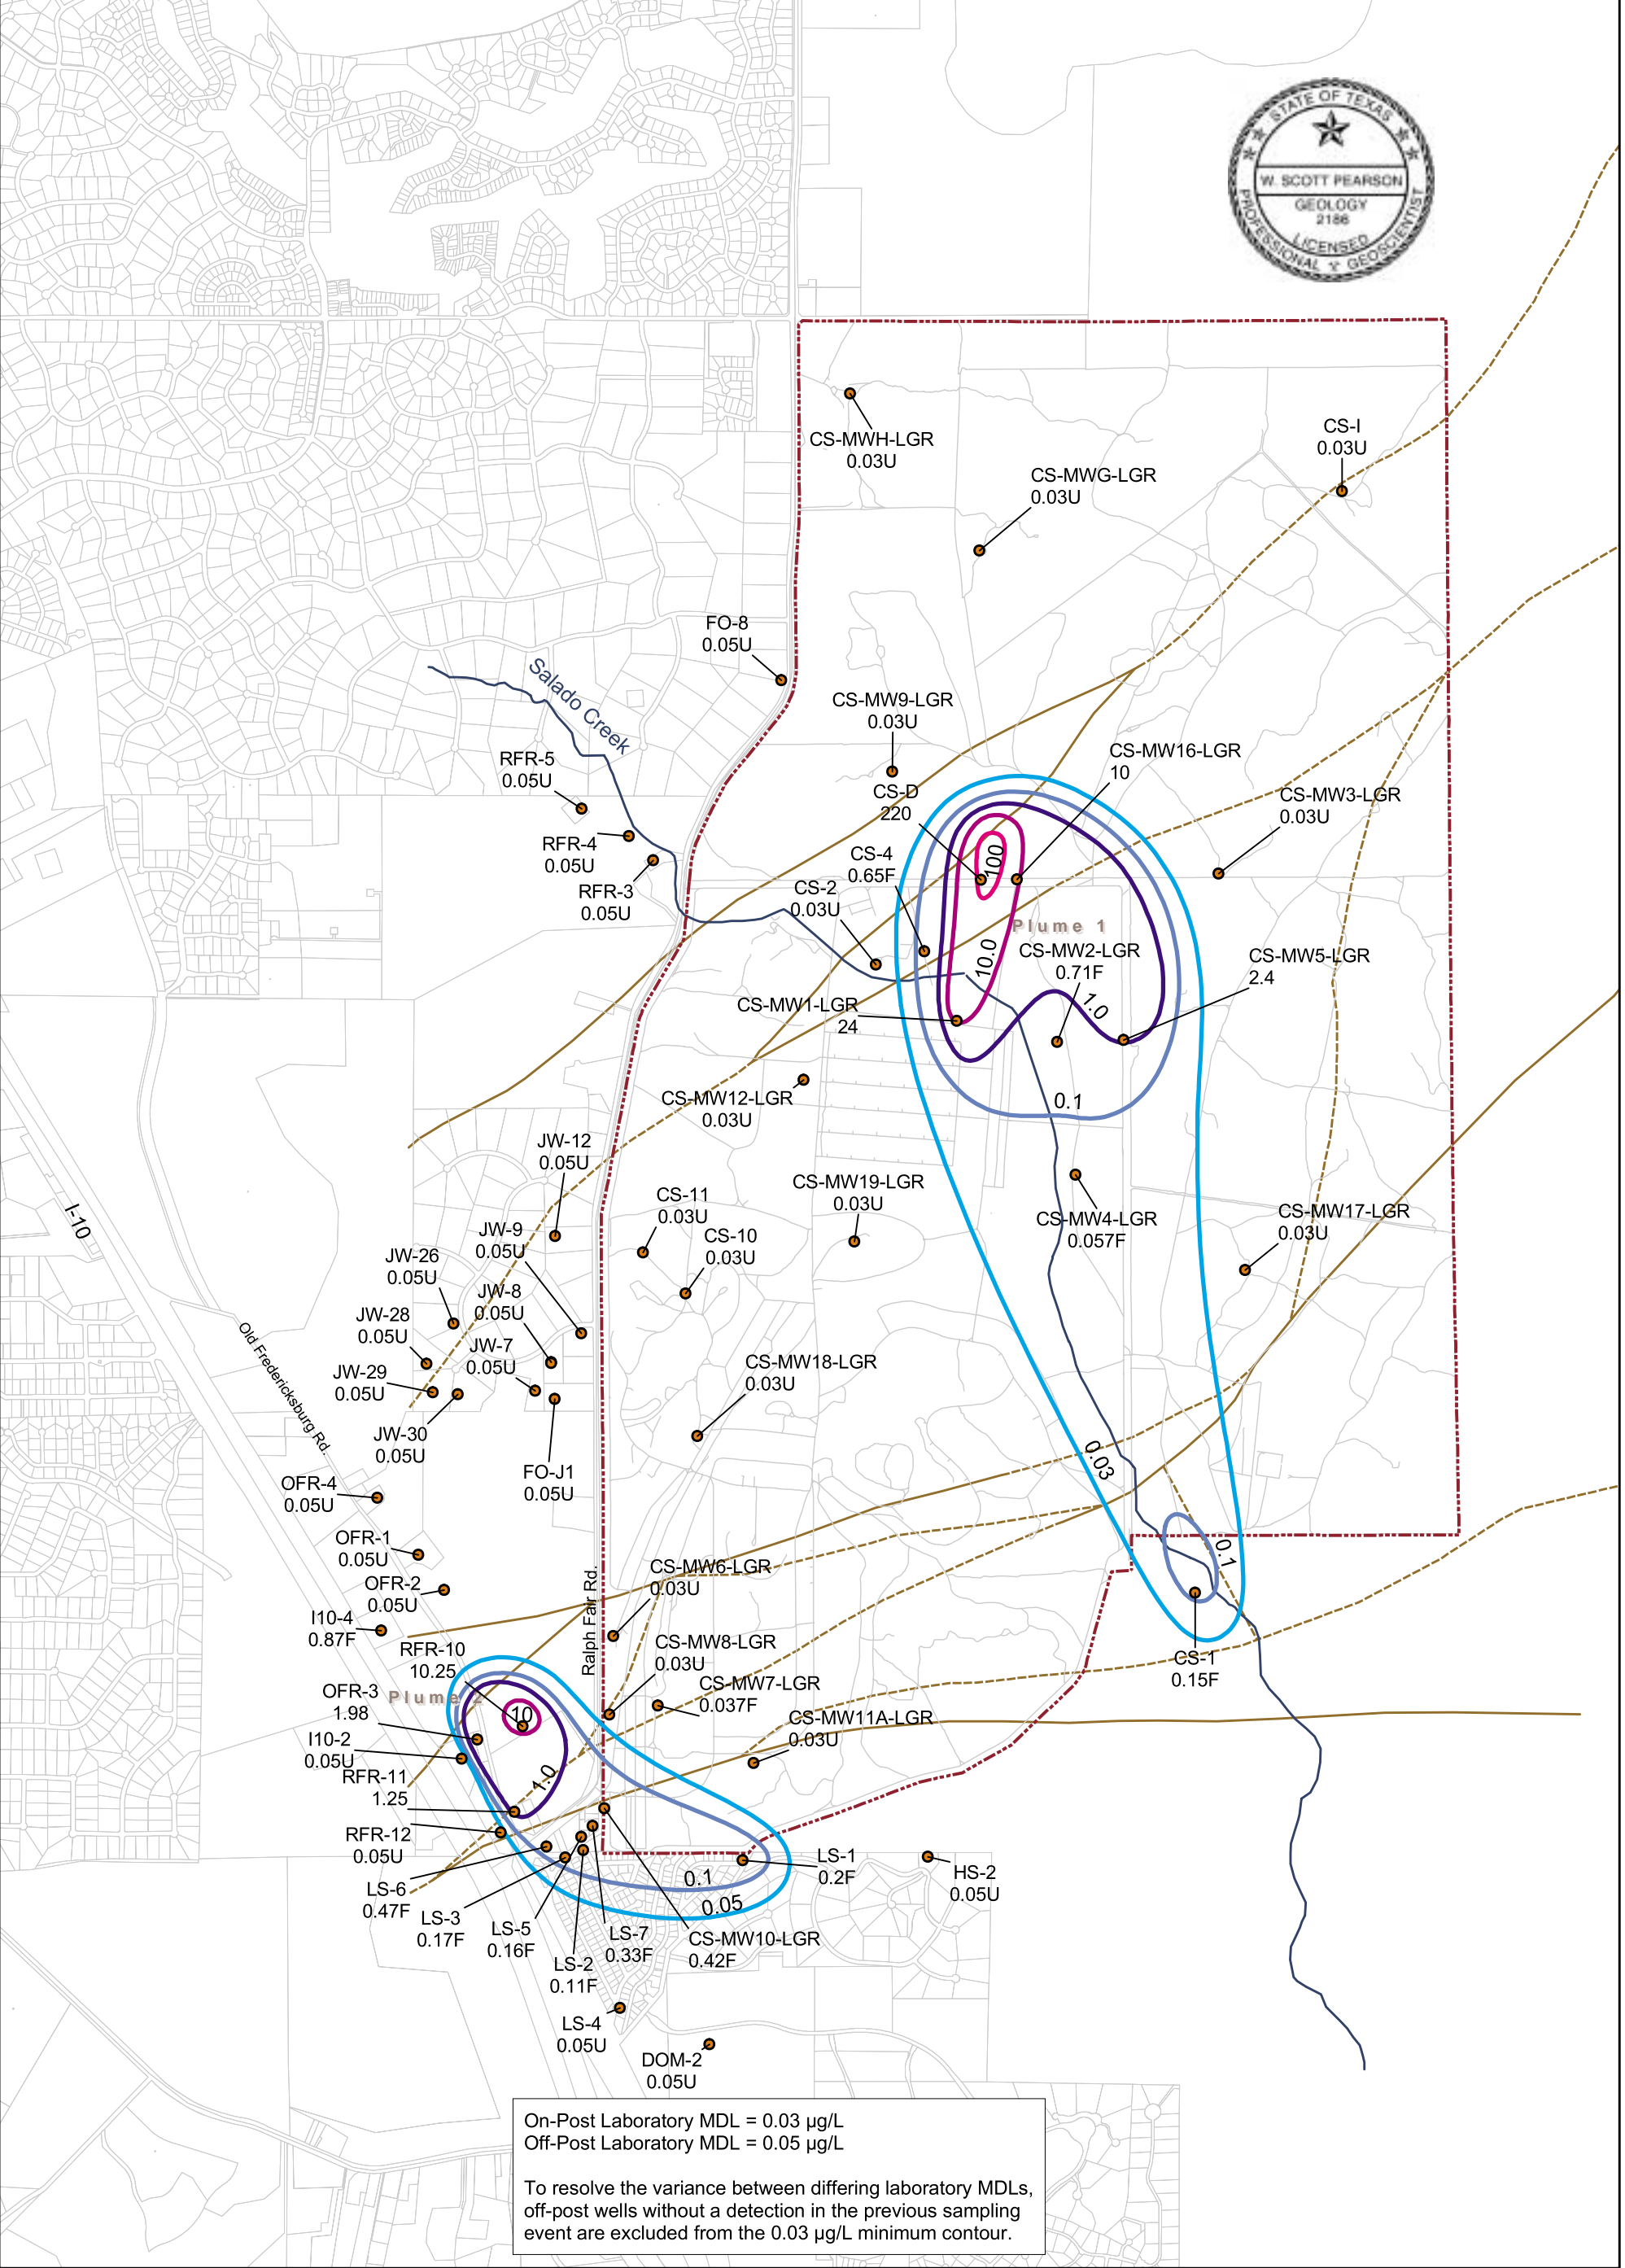 STATE OF TEXAS
W. SCOTT PEARSON
GEOLOGY
2186
LICENSED
PROFESSIONAL GEOSCIENTIST
CS-MWH-LGR
0.03U
CS-I
0.03U
CS-MWG-LGR
0.03U
FO-8
0.05U
Salado Creek
CS-MW9-LGR
0.03U
RFR-5
0.05U
CS-MW16-LGR
10
CS-D
220
CS-MW3-LGR
0.03U
RFR-4
0.05U
100
CS-4
0.65F
RFR-3
0.05U
CS-2
0.03U
Plume 1
10.0
CS-MW2-LGR
0.71F
CS-MW5-LGR
2.4
CS-MW1-LGR
24
1.0
CS-MW12-LGR
0.03U
0.1
JW-12
0.05U
CS-MW19-LGR
0.03U
CS-11
0.03U
I-10
JW-9
0.05U
CS-10
0.03U
CS-MW4-LGR
0.057F
CS-MW17-LGR
0.03U
JW-26
0.05U
JW-8
0.05U
JW-28
0.05U
Old Fredericksburg Rd.
JW-7
0.05U
JW-29
0.05U
CS-MW18-LGR
0.03U
JW-30
0.05U
0.03
FO-J1
0.05U
OFR-4
0.05U
OFR-1
0.05U
0.1
CS-MW6-LGR
0.03U
OFR-2
0.05U
Ralph Fair Rd.
I10-4
0.87F
RFR-10
10.25
CS-MW8-LGR
0.03U
CS-1
0.15F
OFR-3
1.98
Plume 2
CS-MW7-LGR
0.037F
10
CS-MW11A-LGR
0.03U
I10-2
0.05U
RFR-11
1.25
1.0
RFR-12
0.05U
LS-1
0.2F
HS-2
0.05U
0.1
LS-6
0.47F
0.05
LS-3
0.17F
LS-5
0.16F
LS-7
0.33F
CS-MW10-LGR
0.42F
LS-2
0.11F
LS-4
0.05U
DOM-2
0.05U
On-Post Laboratory MDL = 0.03 µg/L
Off-Post Laboratory MDL = 0.05 µg/L
To resolve the variance between differing laboratory MDLs,
off-post wells without a detection in the previous sampling
event are excluded from the 0.03 µg/L minimum contour.